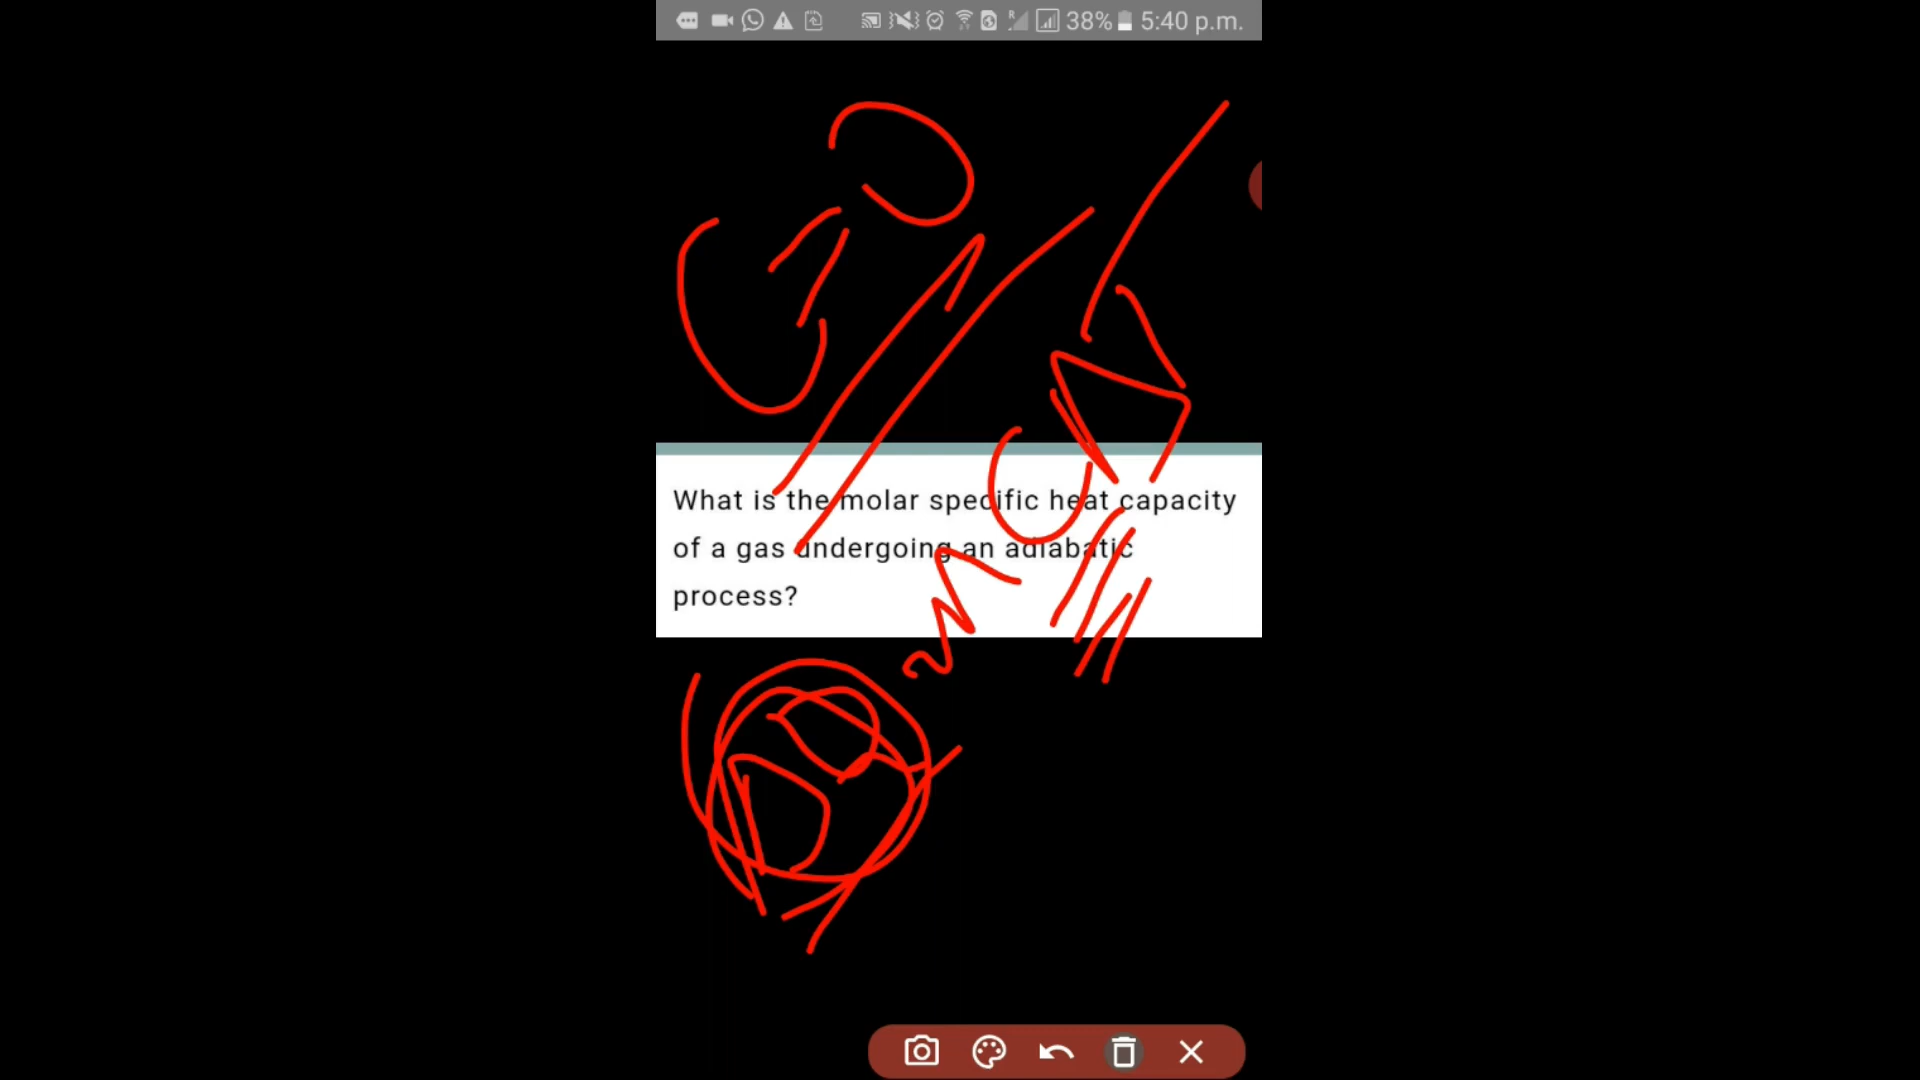 R 38% 5:40 p.m.
What is the molar specific heat capacity
of a gas undergoing an adiabatic
process?